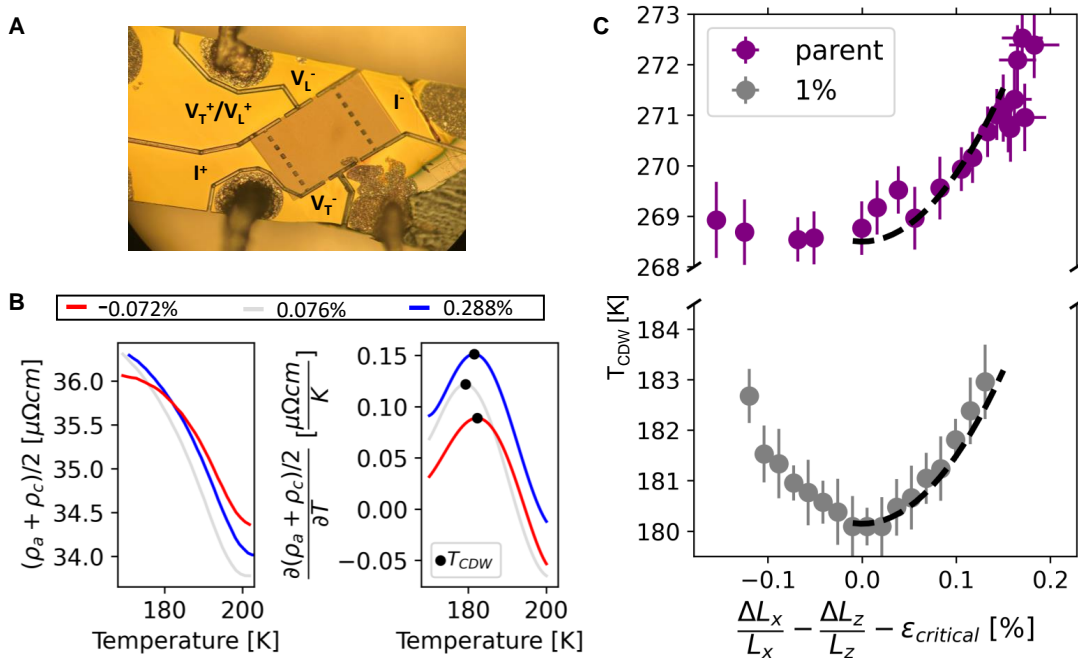 A
V_L^-
V_T^+/V_L^+
I^-
I^+
V_T^-
B
−0.072% 0.076% 0.288%
(ρ_a + ρ_c)/2 [μΩcm]
36.0
35.5
35.0
34.5
34.0
180 200
Temperature [K]
∂(ρ_a + ρ_c)/2
∂T
[μΩcm
K]
0.15
0.10
0.05
0.00
−0.05
T_CDW
180 200
Temperature [K]
C
parent
1%
273
272
271
270
269
268
T_CDW [K]
184
183
182
181
180
−0.1 0.0 0.1 0.2
ΔL_x/L_x − ΔL_z/L_z − ε_critical [%]